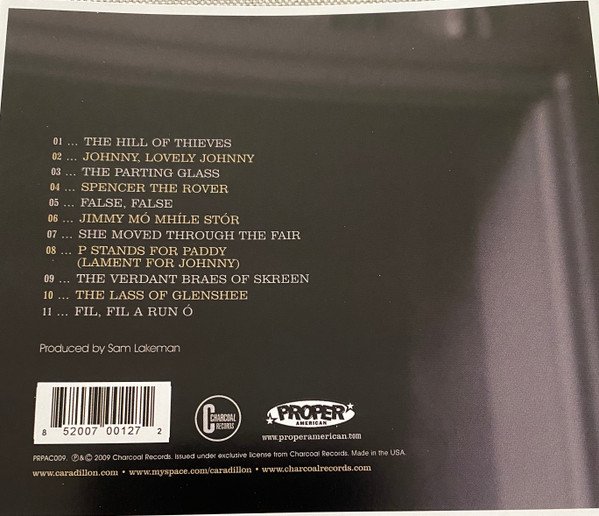 01 ... THE HILL OF THIEVES
02 ... JOHNNY, LOVELY JOHNNY
03 ... THE PARTING GLASS
04 ... SPENCER THE ROVER
05 ... FALSE, FALSE
06 ... JIMMY MÓ MHÍLE STÓR
07 ... SHE MOVED THROUGH THE FAIR
08 ... P STANDS FOR PADDY
(LAMENT FOR JOHNNY)
09 ... THE VERDANT BRAES OF SKREEN
10 ... THE LASS OF GLENSHEE
11 ... FIL, FIL A RUN Ó
Produced by Sam Lakeman
8 52007 00127 2
C CHARCOAL
RECORDS
PROPER
AMERICAN
www.properamerican.com
PRPAC009. ℗&© 2009 Charcoal Records. Issued under exclusive license from Charcoal Records. Made in the USA.
www.caradillon.com • www.myspace.com/caradillon • www.charcoalrecords.com